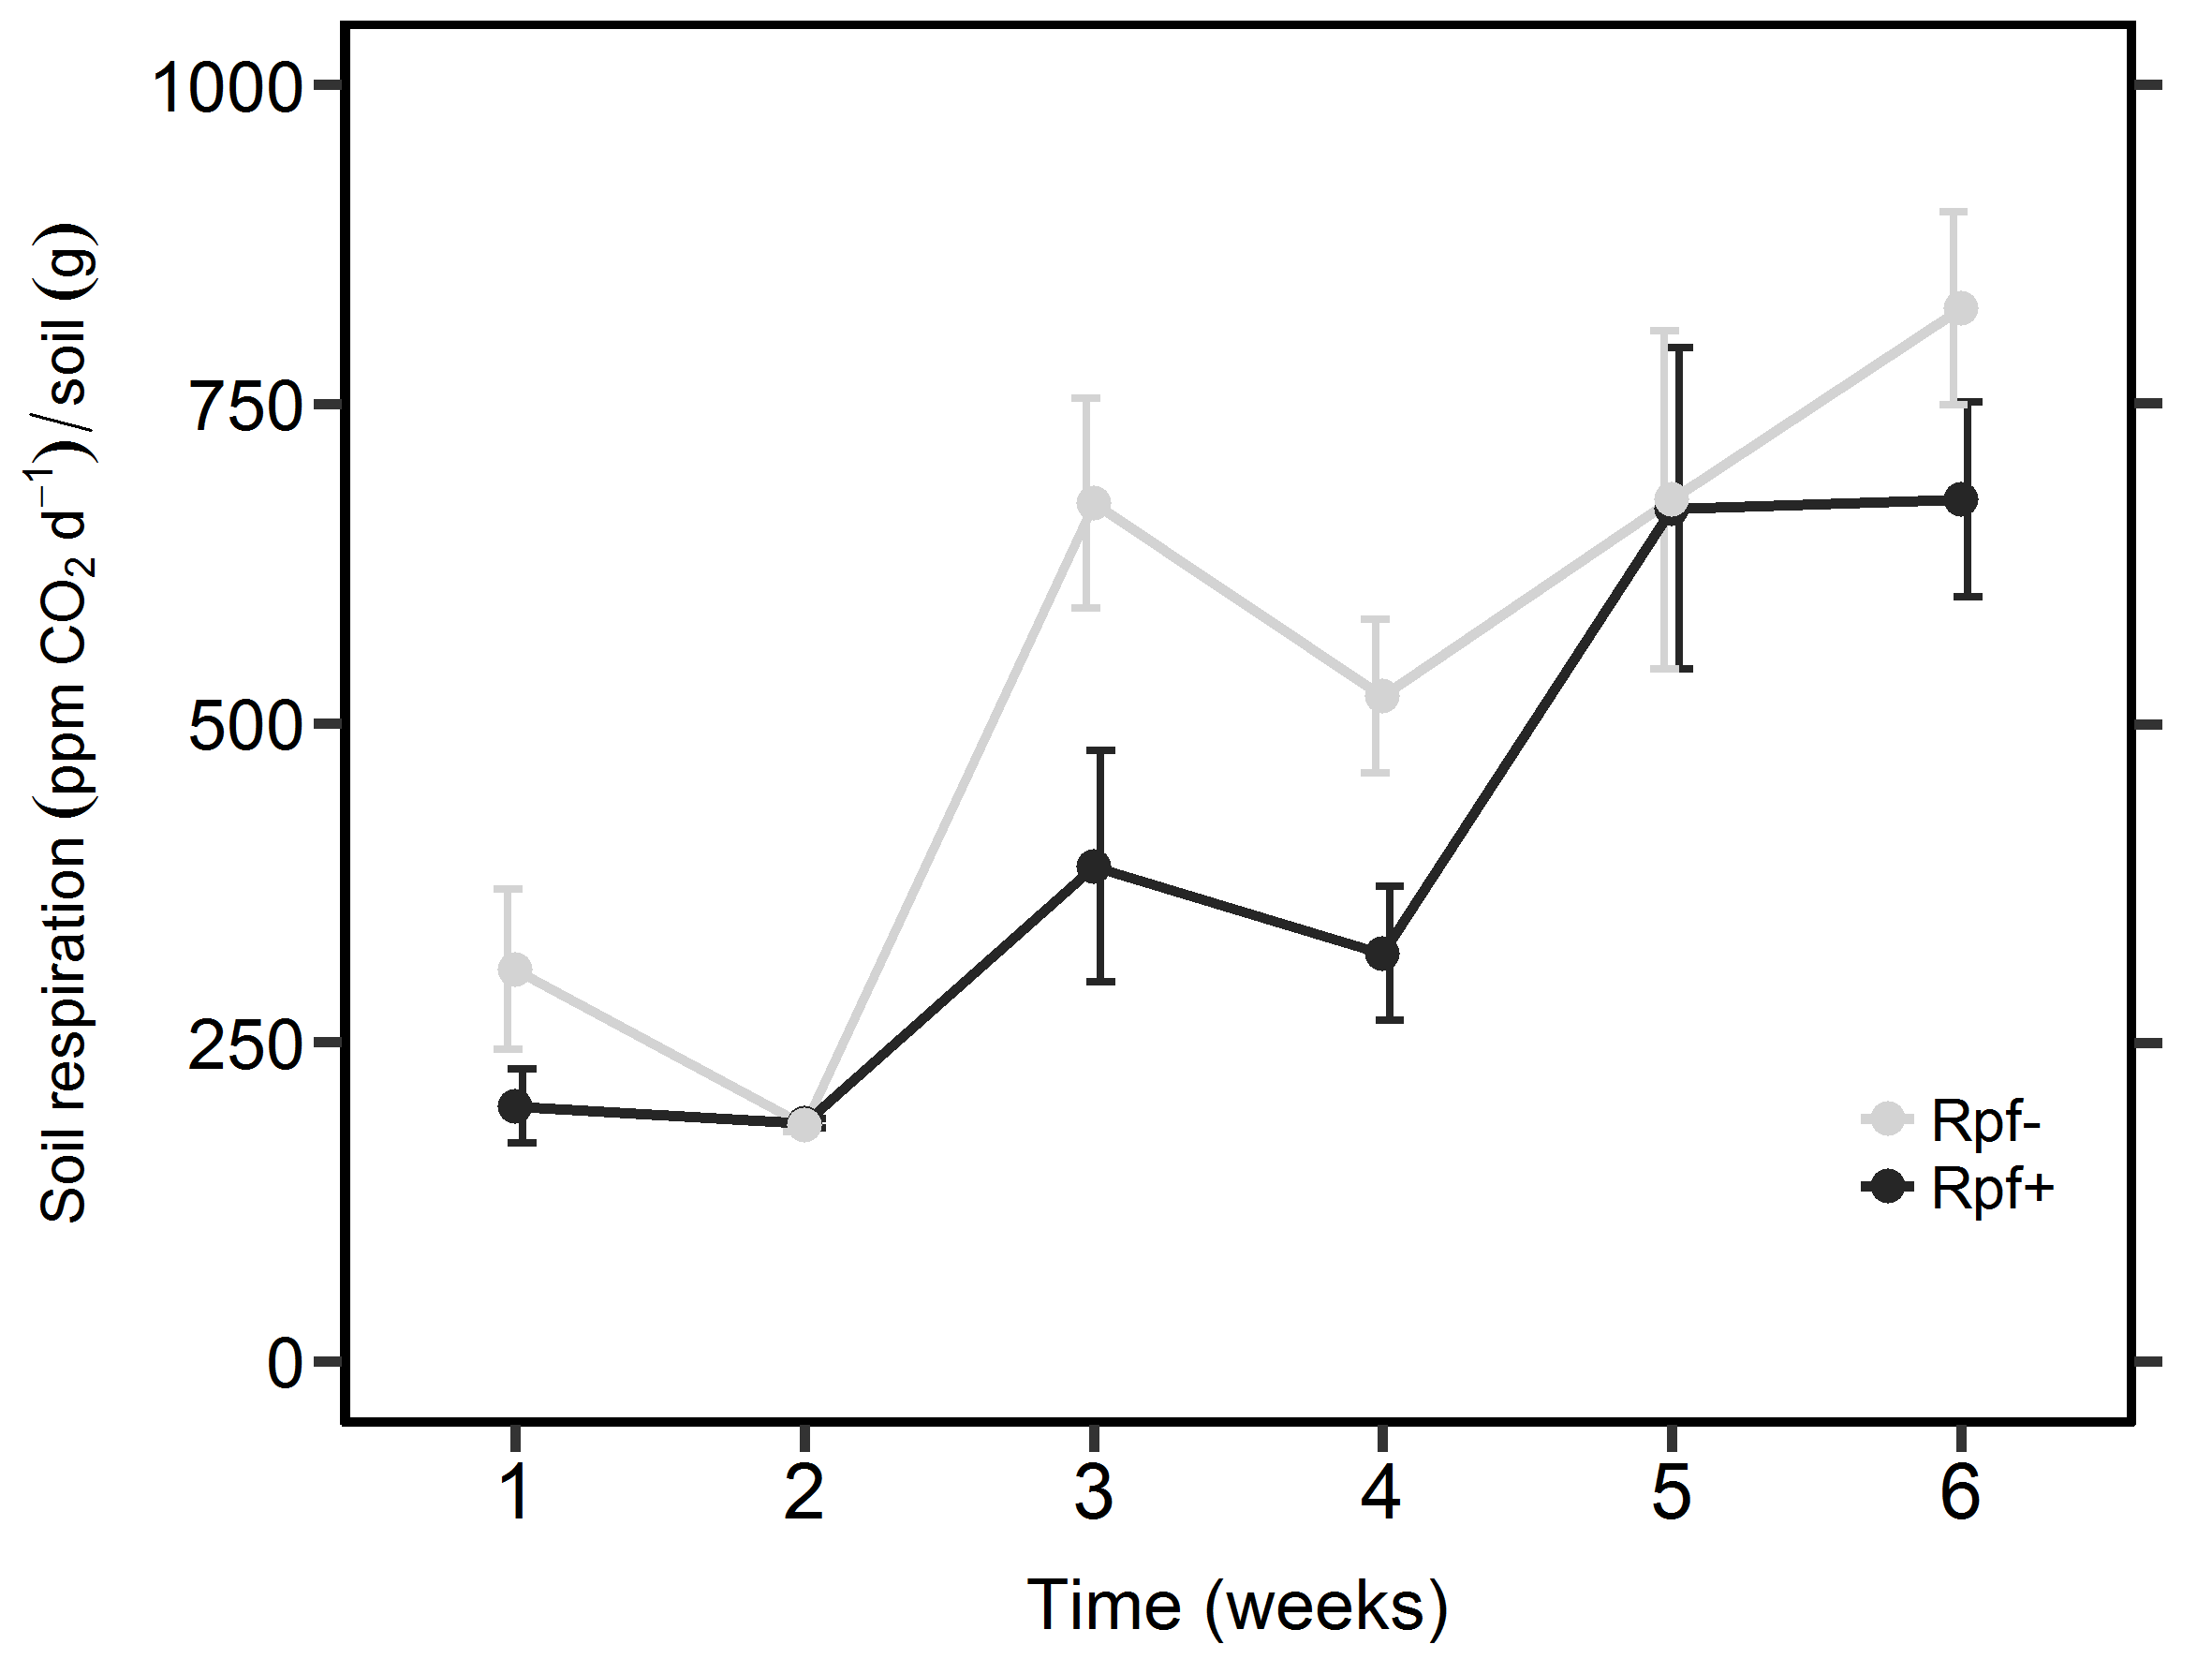 Soil respiration (ppm CO₂ d⁻¹) / soil (g)
1000
750
500
250
0
Rpf-
Rpf+
1 2 3 4 5 6
Time (weeks)